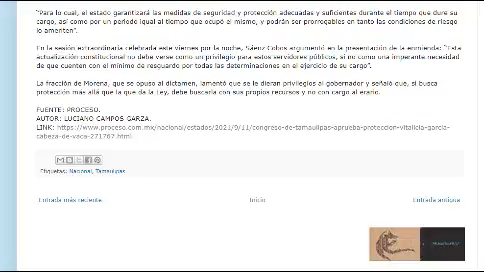 "Para lo cual, el estado garantizará las medidas de seguridad y protección adecuadas y suficientes durante el tiempo que dure su
cargo, así como por un período igual al tiempo que ocupó el mismo, y podrán ser prorrogables en tanto las condiciones de riesgo
lo ameriten".
En la sesión extraordinaria celebrada este viernes por la noche, Sáenz Cobos argumentó en la presentación de la enmienda: "Esta
actualización constitucional no debe verse como un privilegio para estos servidores públicos, si no como una imperante necesidad
de que cuenten con el mínimo de resguardo por todas las determinaciones en el ejercicio de su cargo".
La fracción de Morena, que se opuso al dictamen, lamentó que se le dieran privilegios al gobernador y señaló que, si busca
protección más allá que la que da la Ley, debe buscarla con sus propios recursos y no con cargo al erario.
FUENTE: PROCESO.
AUTOR: LUCIANO CAMPOS GARZA.
LINK: https://www.proceso.com.mx/nacional/estados/2021/9/11/congreso-de-tamaulipas-aprueba-proteccion-vitalicia-garcia-
cabeza-de-vaca-271767.html
Etiquetas: Nacional, Tamaulipas
Entrada más reciente Inicio Entrada antigua